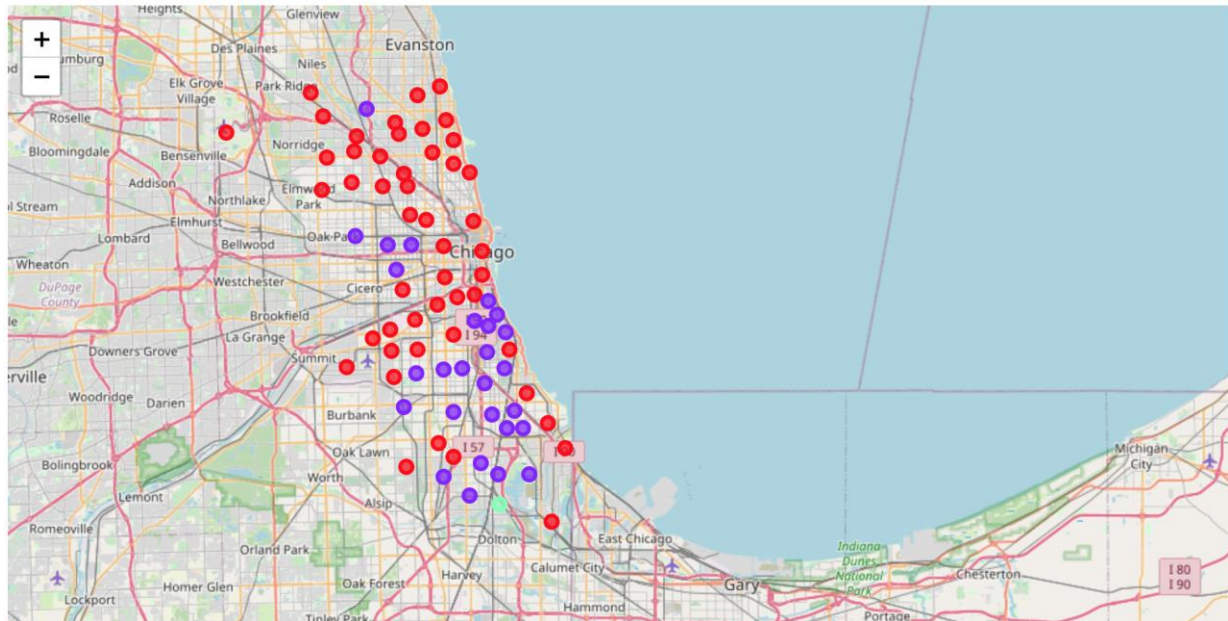 Heights
Glenview
+
Evanston
Des Plaines
Niles
−
Elk Grove
Village
Park Ridge
Roselle
Bensenville
Norridge
Bloomingdale
Addison
Elmwood
Park
Northlake
Elmhurst
Oak Pa
Lombard
Bellwood
Chicago
Wheaton
Westchester
Cicero
DuPage
County
Brookfield
La Grange
I 94
Downers Grove
Summit
Woodridge
Darien
Burbank
Oak Lawn
I 57
Michigan
City
Bolingbrook
Worth
Lemont
Alsip
Romeoville
Dolton
East Chicago
Orland Park
Indiana
Dunes
National
Park
Calumet City
Harvey
Chesterton
I 80
I 90
Oak Forest
Gary
Homer Glen
Lockport
Hammond
Tinley Park
Portage